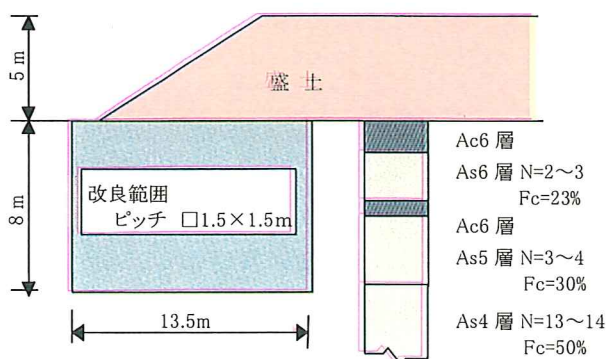 5m
盛土
8m
改良範囲
ピッチ □1.5×1.5m
13.5m
Ac6 層
As6 層 N=2～3
Fc=23%
Ac6 層
As5 層 N=3～4
Fc=30%
As4 層 N=13～14
Fc=50%